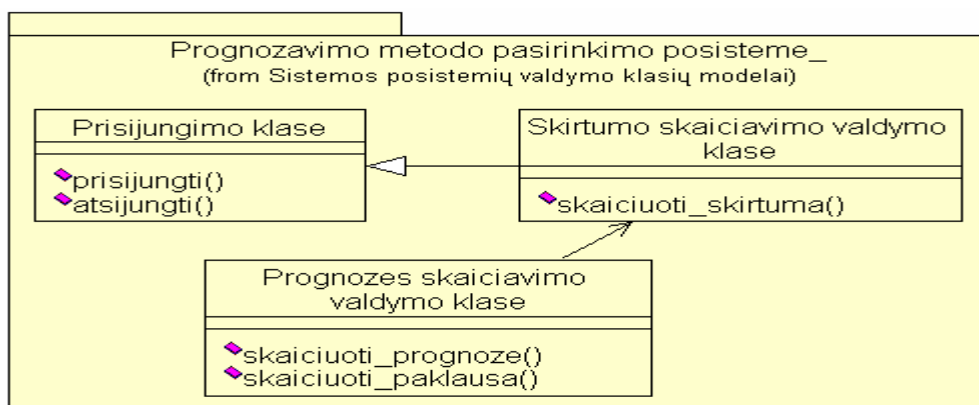 Prognozavimo metodo pasirinkimo posisteme_
(from Sistemos posistemių valdymo klasių modelai)
Prisijungimo klase
prisijungti()
atsijungti()
Skirtumo skaiciavimo valdymo
klase
skaiciuoti_skirtuma()
Prognozes skaiciavimo
valdymo klase
skaiciuoti_prognoze()
skaiciuoti_paklausa()